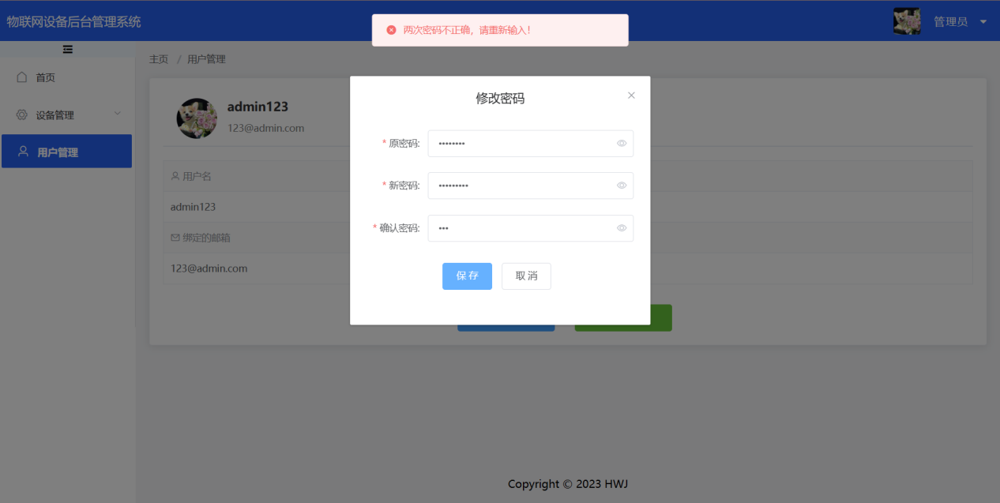 物联网设备后台管理系统
两次密码不正确，请重新输入！
管理员
主页 / 用户管理
首页
设备管理
用户管理
admin123
123@admin.com
用户名
admin123
绑定的邮箱
123@admin.com
修改密码
* 原密码: ••••••••
* 新密码: •••••••••
* 确认密码: •••
保存 取消
Copyright © 2023 HWJ